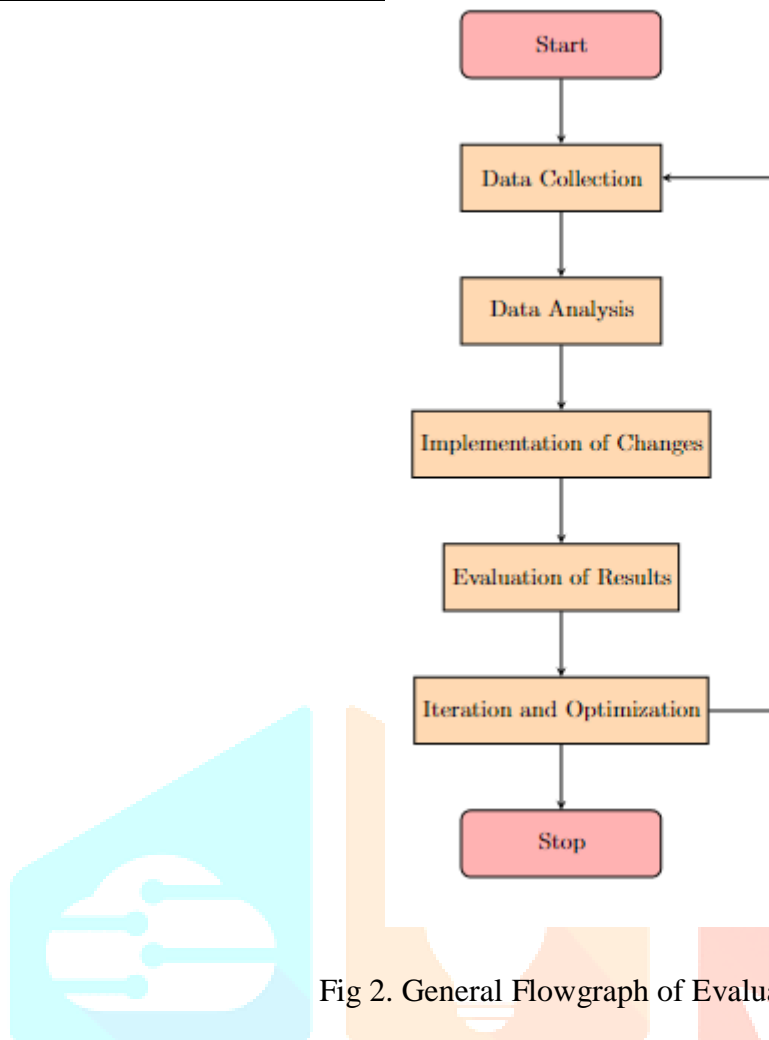 Start
Data Collection
Data Analysis
Implementation of Changes
Evaluation of Results
Iteration and Optimization
Stop
Fig 2. General Flowgraph of